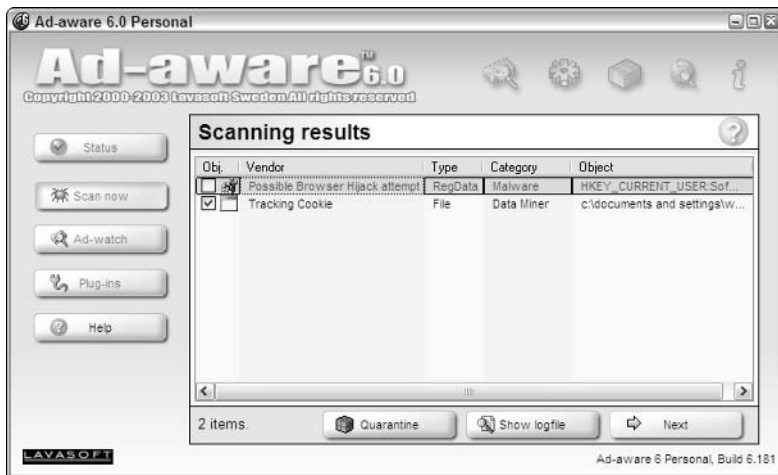 Ad-aware 6.0 Personal
Ad-aware 6.0 TM
Copyright 2000-2003 Lavasoft Sweden. All rights reserved
Status
Scan now
Ad-watch
Plug-ins
Help
Scanning results
Obj. Vendor Type Category Object
Possible Browser Hijack attempt RegData Malware HKEY_CURRENT_USER:Sof...
Tracking Cookie File Data Miner c:\documents and settings\w...
2 items. Quarantine Show logfile Next
LAVASOFT Ad-aware 6 Personal, Build 6.181